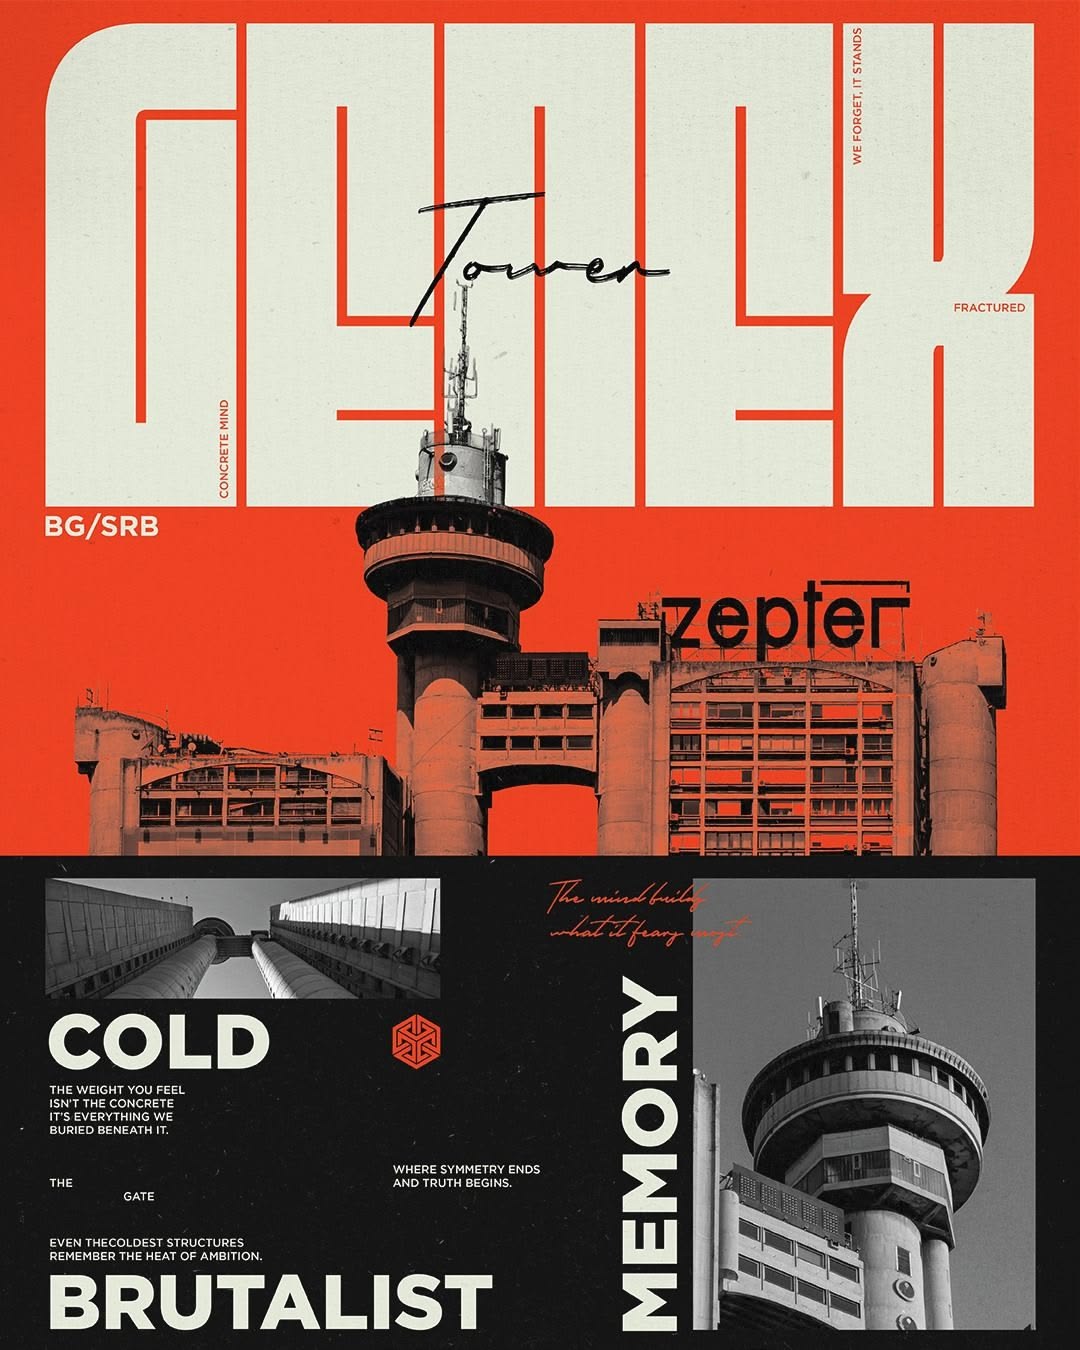 GENEX
WE FORGET, IT STANDS
Tower
FRACTURED
CONCRETE MIND
BG/SRB
zepter
The mind builds
what it fears most
COLD
THE WEIGHT YOU FEEL
ISN'T THE CONCRETE
IT'S EVERYTHING WE
BURIED BENEATH IT.
MEMORY
WHERE SYMMETRY ENDS
AND TRUTH BEGINS.
THE
GATE
EVEN THECOLDEST STRUCTURES
REMEMBER THE HEAT OF AMBITION.
BRUTALIST